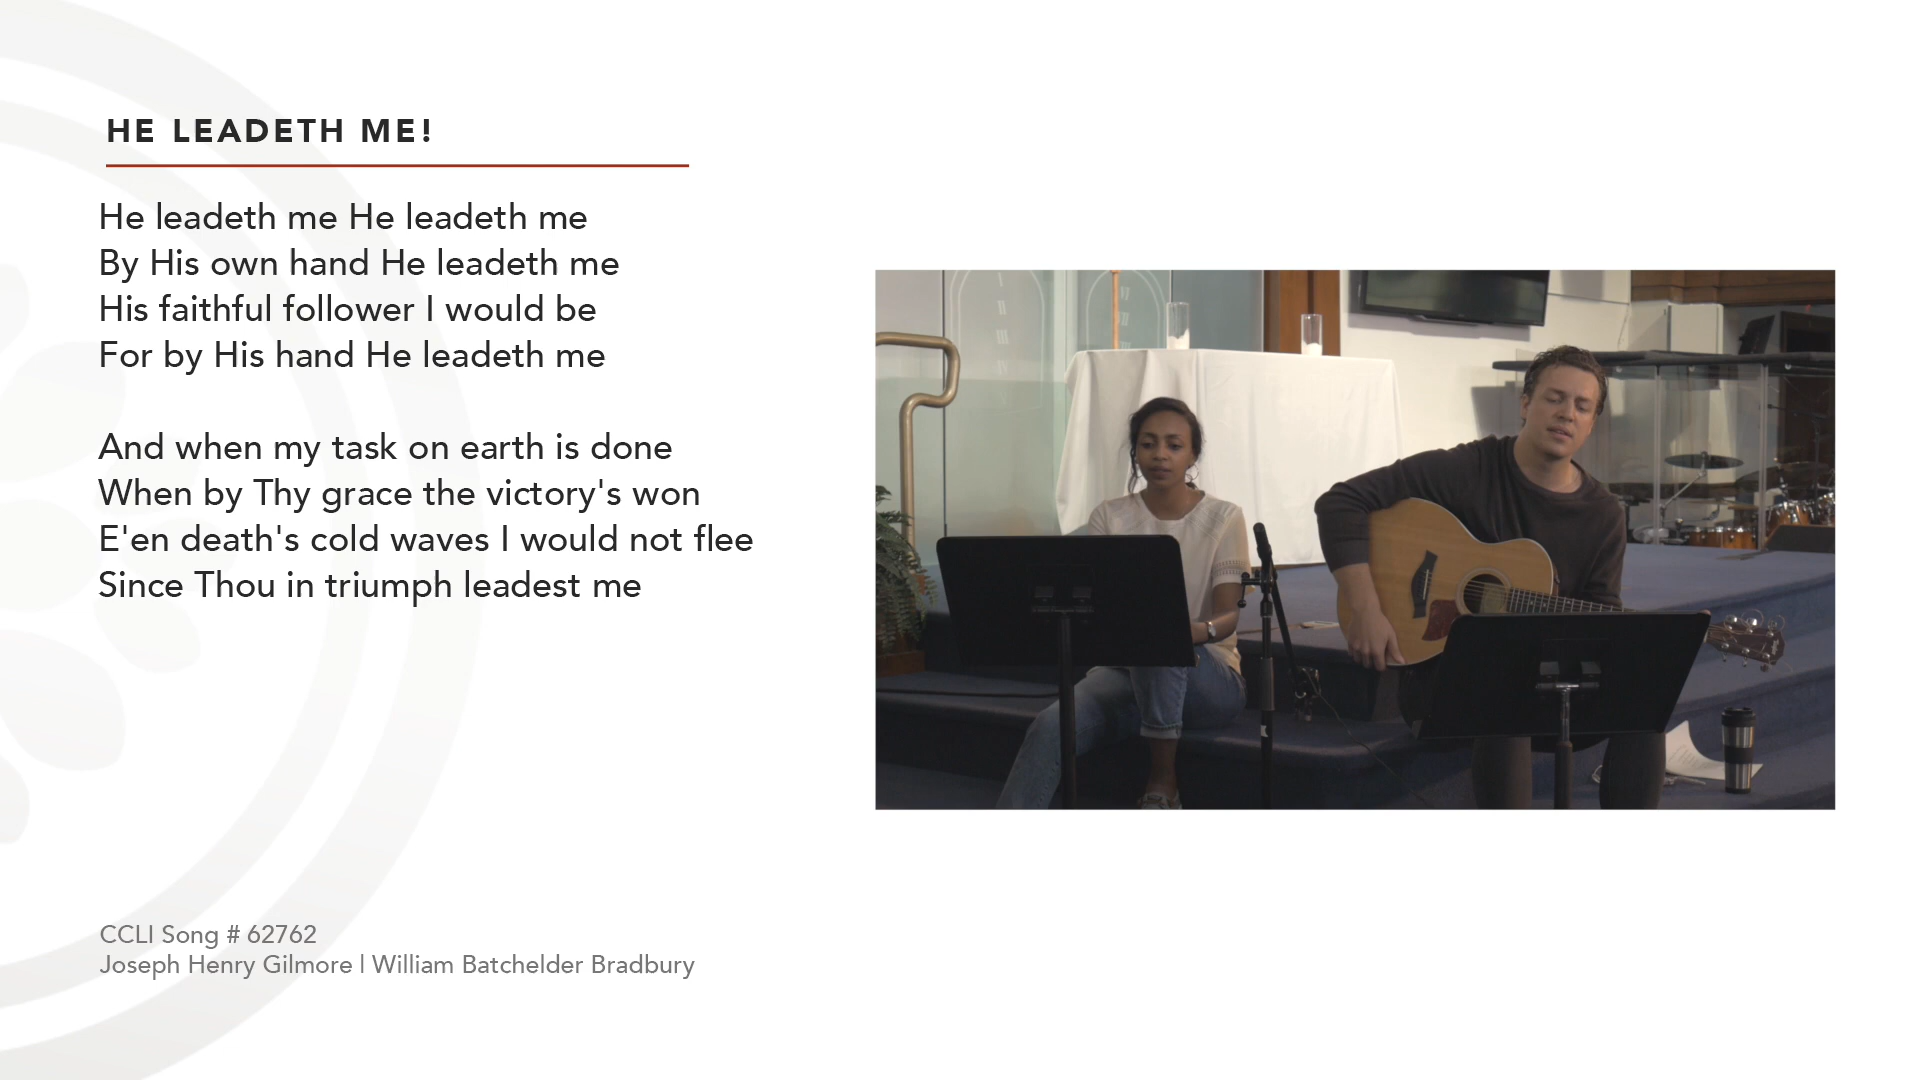 HE LEADETH ME!
He leadeth me He leadeth me
By His own hand He leadeth me
His faithful follower I would be
For by His hand He leadeth me
And when my task on earth is done
When by Thy grace the victory's won
E'en death's cold waves I would not flee
Since Thou in triumph leadest me
CCLI Song # 62762
Joseph Henry Gilmore | William Batchelder Bradbury